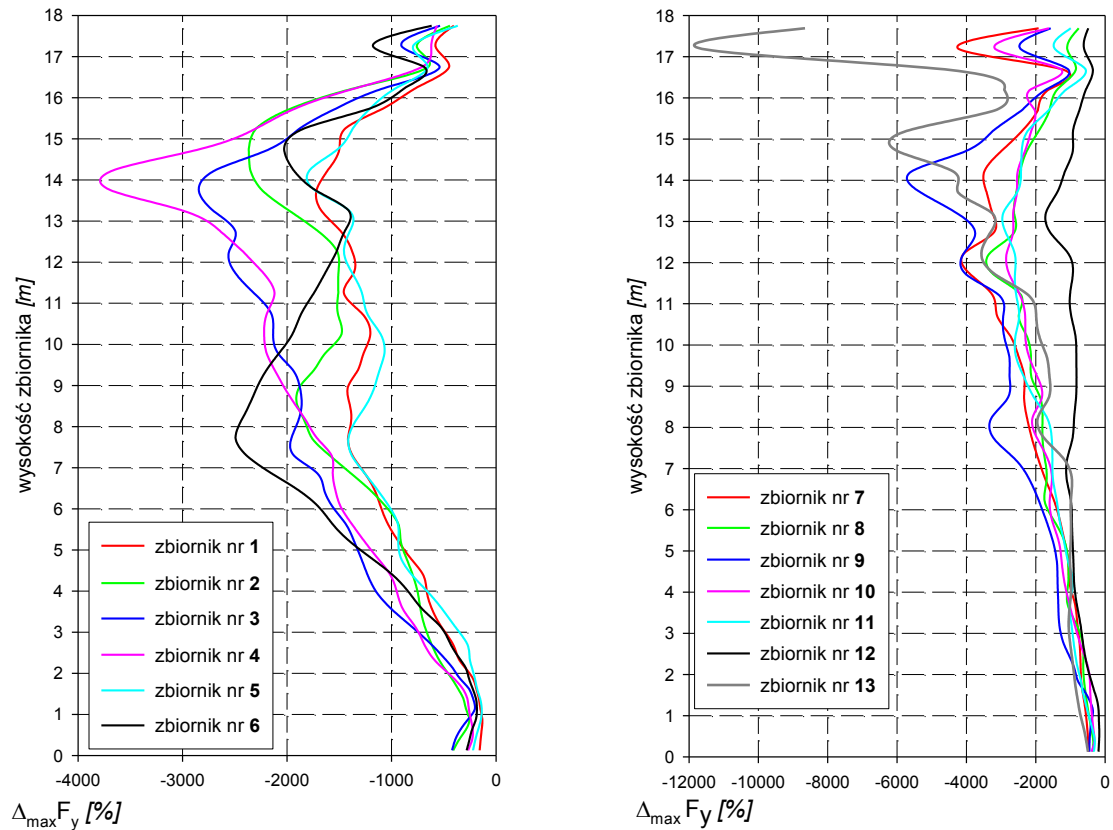 18
17
16
15
14
13
12
11
10
9
8
7
6
5
4
3
2
1
0
wysokość zbiornika [m]
zbiornik nr 1
zbiornik nr 2
zbiornik nr 3
zbiornik nr 4
zbiornik nr 5
zbiornik nr 6
-4000 -3000 -2000 -1000 0
ΔmaxFy [%]
18
17
16
15
14
13
12
11
10
9
8
7
6
5
4
3
2
1
0
wysokość zbiornika [m]
zbiornik nr 7
zbiornik nr 8
zbiornik nr 9
zbiornik nr 10
zbiornik nr 11
zbiornik nr 12
zbiornik nr 13
-12000 -10000 -8000 -6000 -4000 -2000 0
Δmax Fy [%]